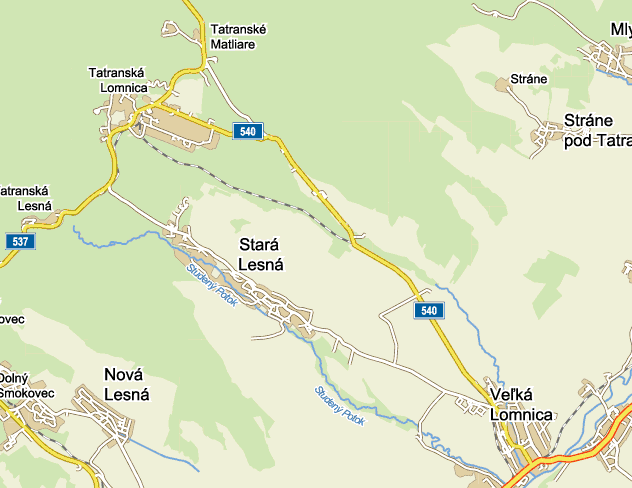 Tatranské
Matliare
Mly
Tatranská
Lomnica
Stráne
Stráne
pod Tatra
540
Tatranská
Lesná
537
Stará
Lesná
Studený Potok
540
ovec
Nová
Lesná
Dolný
Smokovec
Studený Potok
Veľká
Lomnica